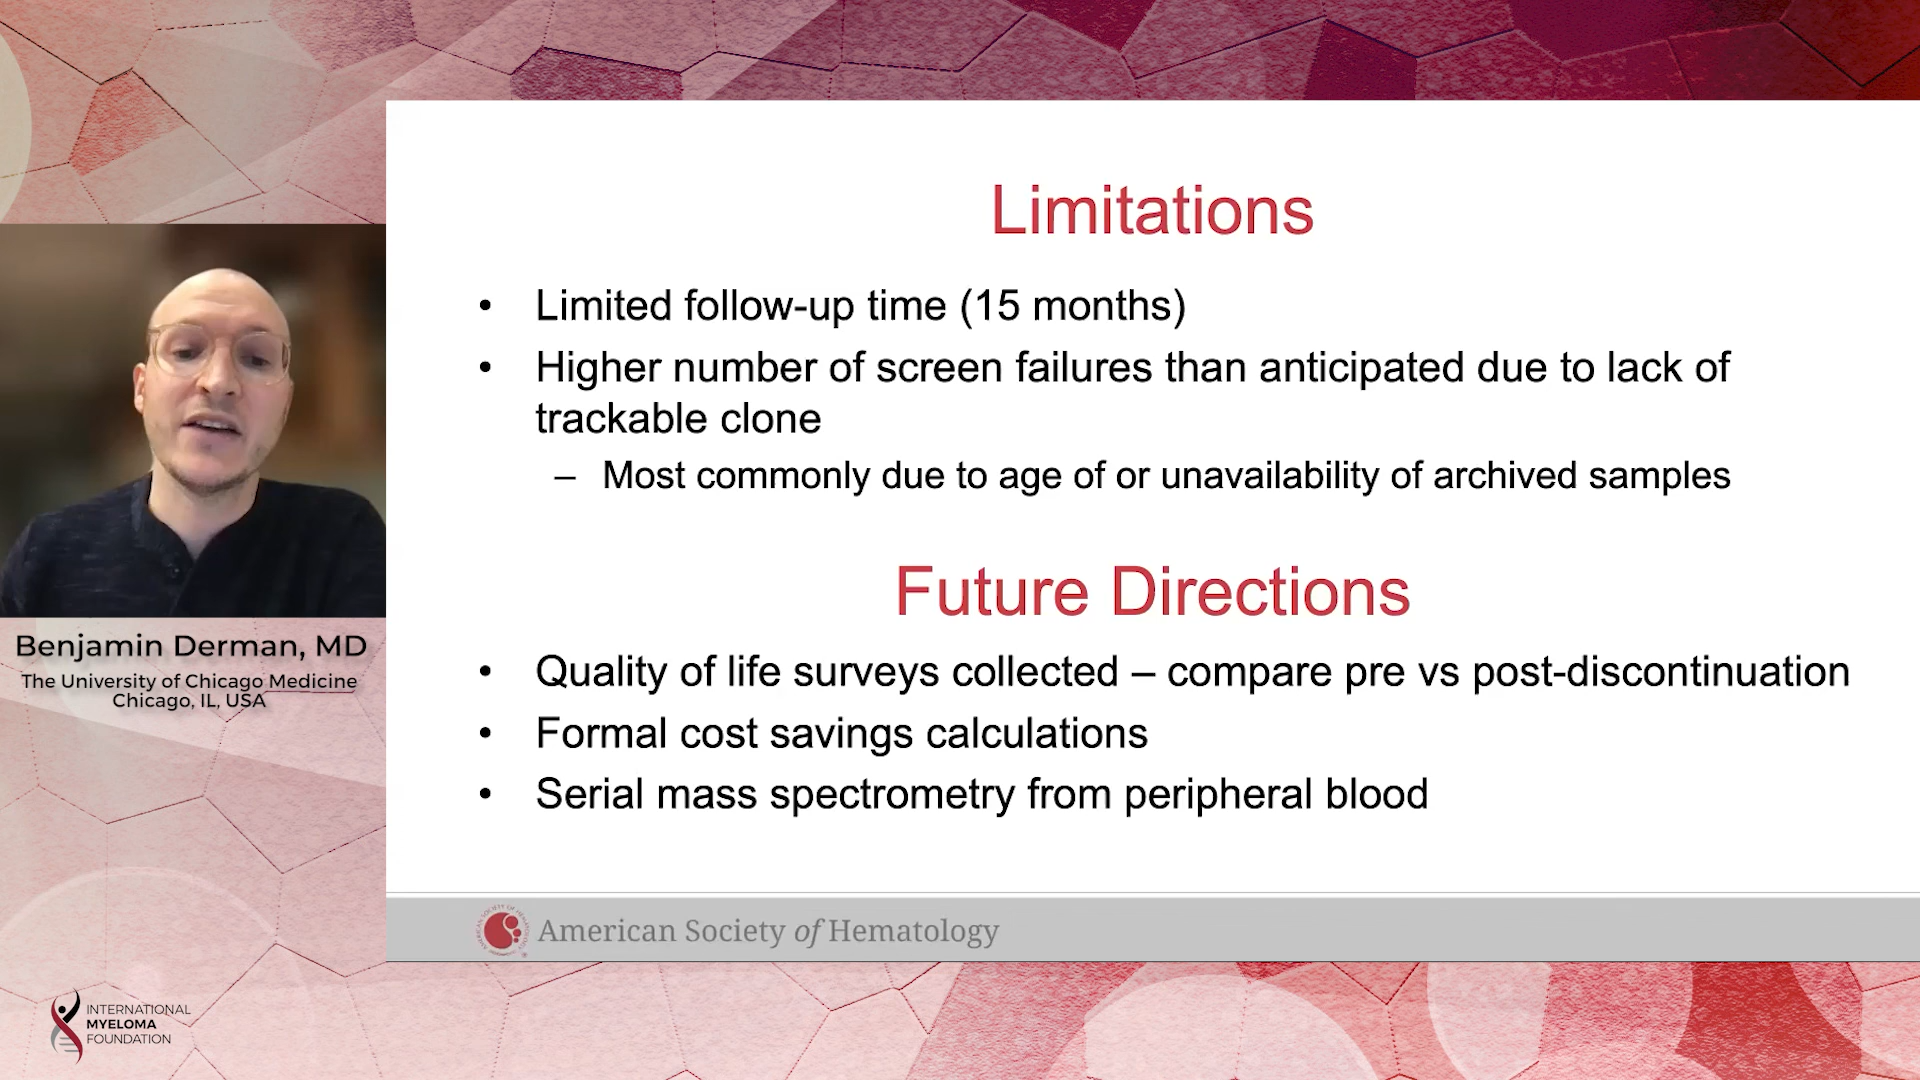 Limitations
• Limited follow-up time (15 months)
• Higher number of screen failures than anticipated due to lack of
trackable clone
– Most commonly due to age of or unavailability of archived samples
Future Directions
• Quality of life surveys collected – compare pre vs post-discontinuation
• Formal cost savings calculations
• Serial mass spectrometry from peripheral blood
American Society of Hematology
Benjamin Derman, MD
The University of Chicago Medicine
Chicago, IL, USA
INTERNATIONAL
MYELOMA
FOUNDATION